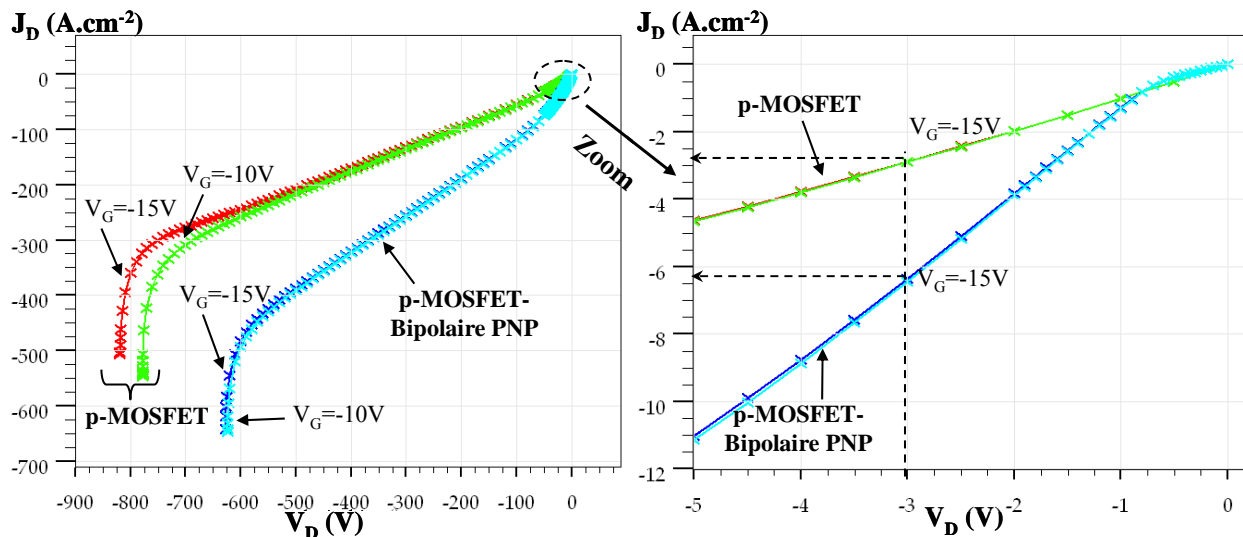 J_D (A.cm⁻²)
0
-100
-200
-300
-400
-500
-600
-700
V_G=-10V
V_G=-15V
V_G=-15V
p-MOSFET-
Bipolaire PNP
p-MOSFET
V_G=-10V
-900
-800
-700
-600
-500
-400
-300
-200
-100
0
V_D (V)
Zoom
J_D (A.cm⁻²)
0
-2
-4
-6
-8
-10
-12
p-MOSFET
V_G=-15V
V_G=-15V
p-MOSFET-
Bipolaire PNP
-5
-4
-3
-2
-1
0
V_D (V)